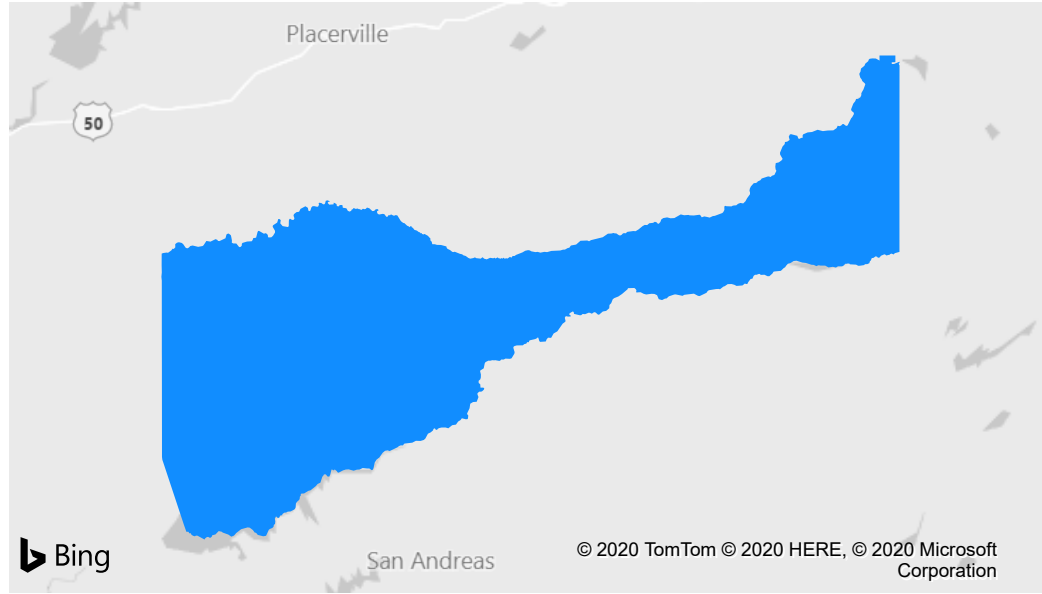 Placerville
50
Bing
San Andreas
© 2020 TomTom © 2020 HERE, © 2020 Microsoft
Corporation